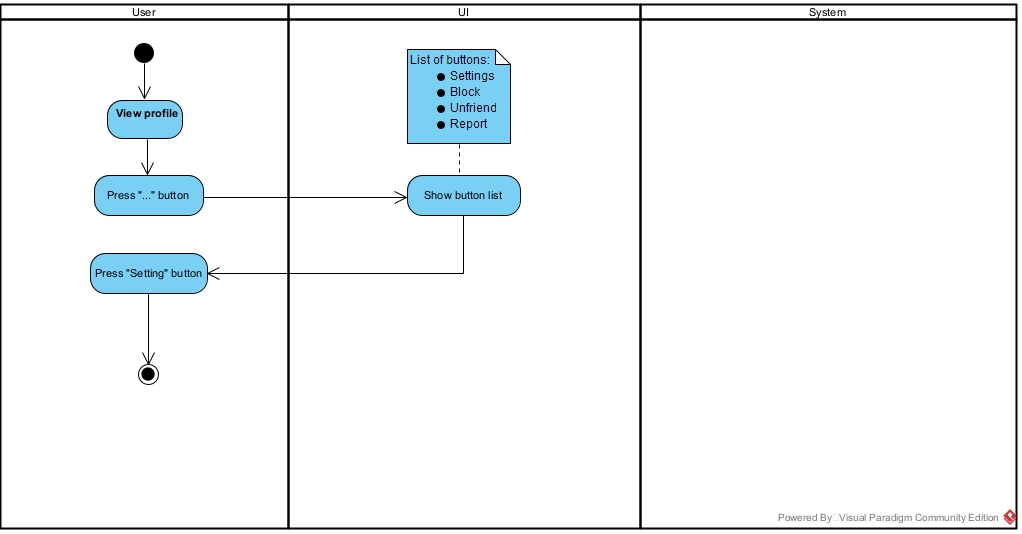 User
UI
System
List of buttons:
● Settings
● Block
● Unfriend
● Report
View profile
Press "..." button
Show button list
Press "Setting" button
Powered By Visual Paradigm Community Edition